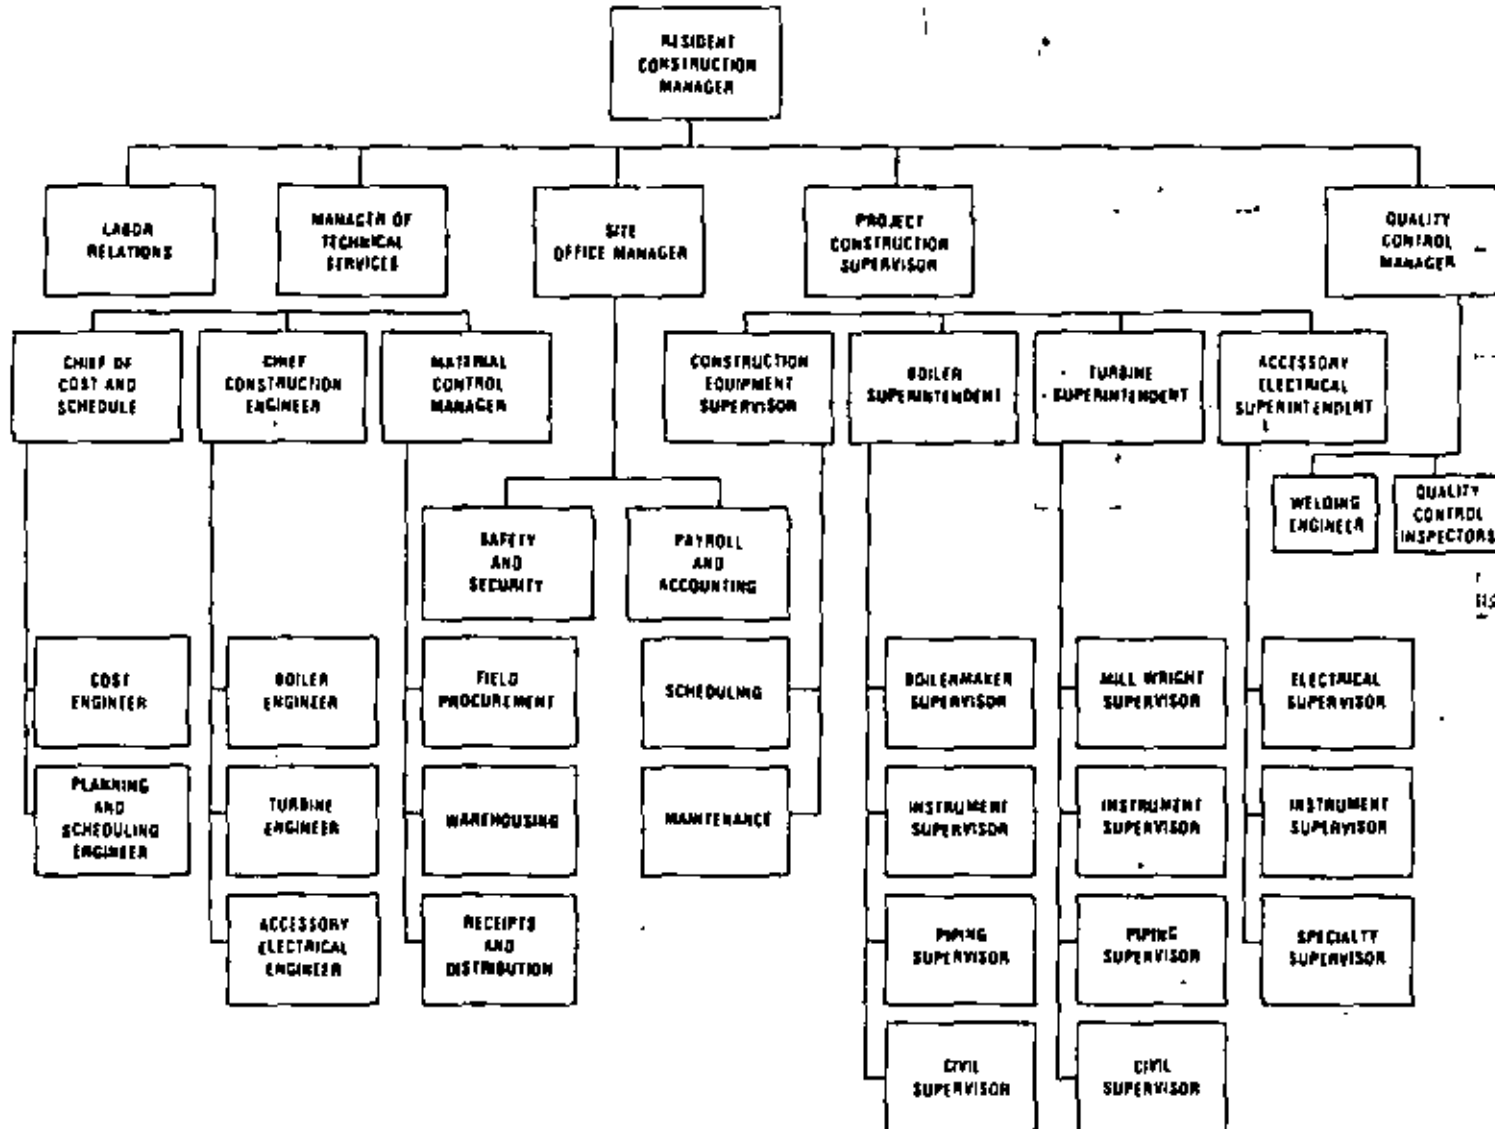 RESIDENT
CONSTRUCTION
MANAGER
LABOR
RELATIONS
MANAGER OF
TECHNICAL
SERVICES
SITE
OFFICE MANAGER
PROJECT
CONSTRUCTION
SUPERVISOR
QUALITY
CONTROL
MANAGER
CHIEF OF
COST AND
SCHEDULE
CHIEF
CONSTRUCTION
ENGINEER
MATERIAL
CONTROL
MANAGER
CONSTRUCTION
EQUIPMENT
SUPERVISOR
BOILER
SUPERINTENDENT
TURBINE
SUPERINTENDENT
ACCESSORY
ELECTRICAL
SUPERINTENDENT
WELDING
ENGINEER
QUALITY
CONTROL
INSPECTORS
SAFETY
AND
SECURITY
PAYROLL
AND
ACCOUNTING
COST
ENGINEER
BOILER
ENGINEER
FIELD
PROCUREMENT
SCHEDULING
BOILERMAKER
SUPERVISOR
MILL WRIGHT
SUPERVISOR
ELECTRICAL
SUPERVISOR
PLANNING
AND
SCHEDULING
ENGINEER
TURBINE
ENGINEER
WAREHOUSING
MAINTENANCE
INSTRUMENT
SUPERVISOR
INSTRUMENT
SUPERVISOR
INSTRUMENT
SUPERVISOR
ACCESSORY
ELECTRICAL
ENGINEER
RECEIPTS
AND
DISTRIBUTION
PIPING
SUPERVISOR
PIPING
SUPERVISOR
SPECIALTY
SUPERVISOR
CIVIL
SUPERVISOR
CIVIL
SUPERVISOR